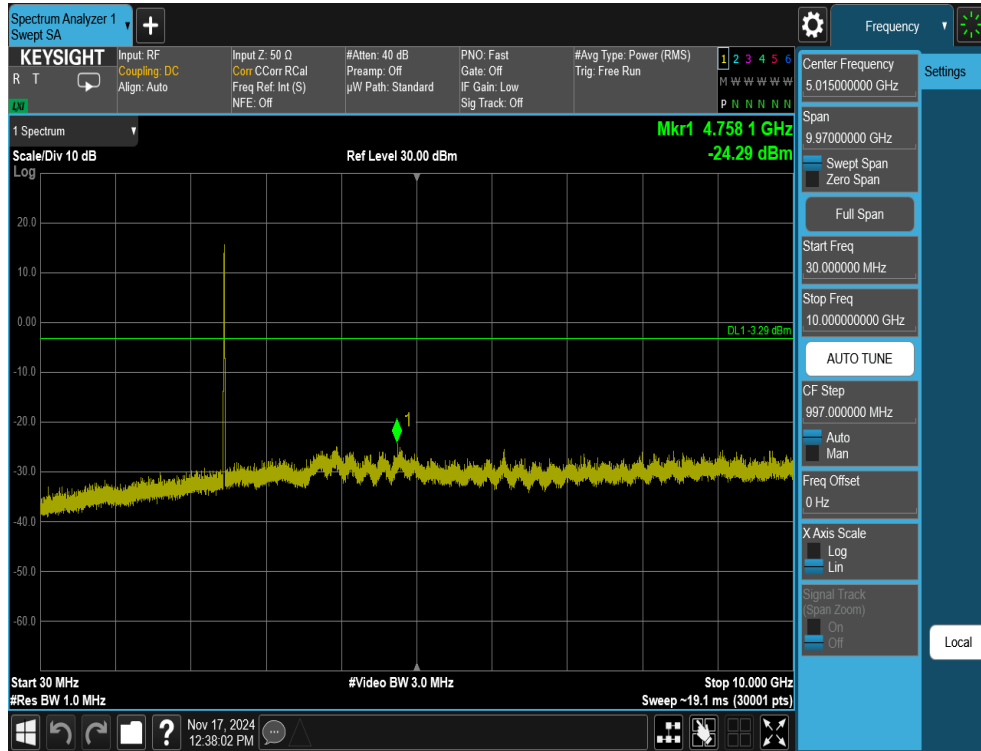 Spectrum Analyzer 1
Swept SA
+
Frequency
KEYSIGHT
R T
LXI
Input: RF
Coupling: DC
Align: Auto
Input Z: 50 Ω
Corr CCorr RCal
Freq Ref: Int (S)
NFE: Off
#Atten: 40 dB
Preamp: Off
µW Path: Standard
PNO: Fast
Gate: Off
IF Gain: Low
Sig Track: Off
#Avg Type: Power (RMS)
Trig: Free Run
1 2 3 4 5 6
M W W W W W
P N N N N N
1 Spectrum
Scale/Div 10 dB
Log
Ref Level 30.00 dBm
Mkr1 4.758 1 GHz
-24.29 dBm
20.0
10.0
0.00
DL1 -3.29 dBm
-10.0
-20.0
1
-30.0
-40.0
-50.0
-60.0
Start 30 MHz
#Video BW 3.0 MHz
Stop 10.000 GHz
#Res BW 1.0 MHz
Sweep ~19.1 ms (30001 pts)
Center Frequency
5.015000000 GHz
Settings
Span
9.97000000 GHz
Swept Span
Zero Span
Full Span
Start Freq
30.000000 MHz
Stop Freq
10.000000000 GHz
AUTO TUNE
CF Step
997.000000 MHz
Auto
Man
Freq Offset
0 Hz
X Axis Scale
Log
Lin
Signal Track
(Span Zoom)
On
Off
Local
?
Nov 17, 2024
12:38:02 PM